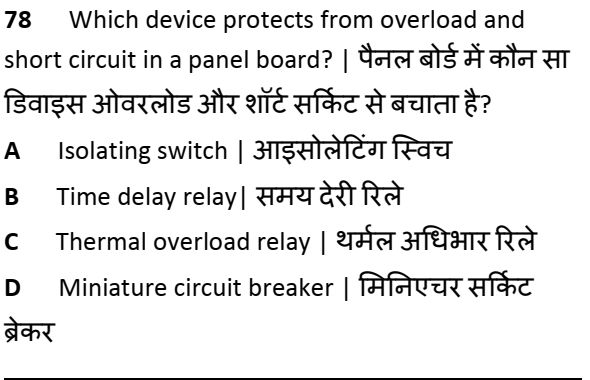 78 Which device protects from overload and
short circuit in a panel board? | पैनल बोर्ड में कौन सा
डिवाइस ओवरलोड और शॉर्ट सर्किट से बचाता है?
A Isolating switch | आइसोलेटिंग स्विच
B Time delay relay| समय देरी रिले
C Thermal overload relay | थर्मल अधिभार रिले
D Miniature circuit breaker | मिनिएचर सर्किट
ब्रेकर